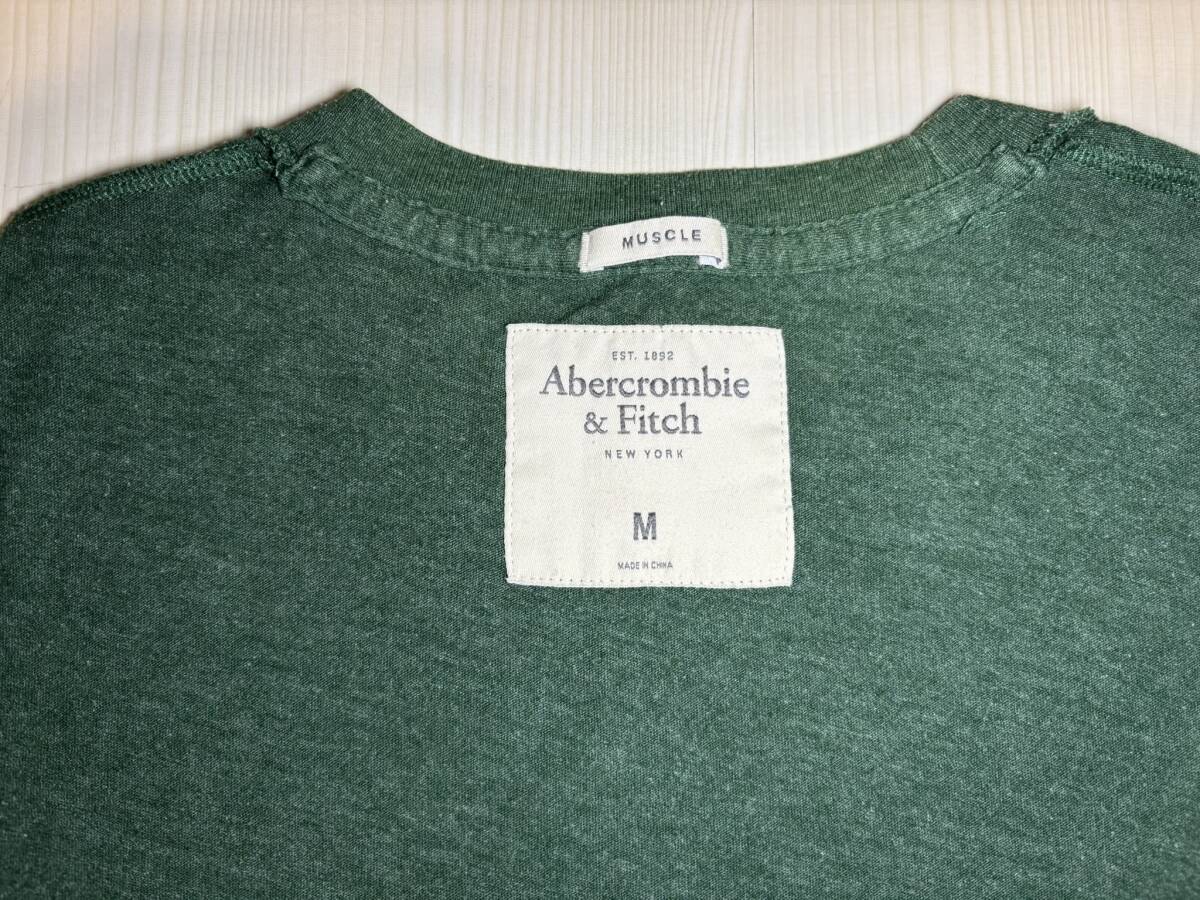 MUSCLE
EST. 1892
Abercrombie
& Fitch
NEW YORK
M
MADE IN CHINA